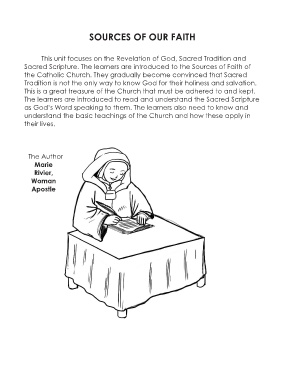 SOURCES OF OUR FAITH
This unit focuses on the Revelation of God, Sacred Tradition and
Sacred Scripture. The learners are introduced to the Sources of Faith of
the Catholic Church. They gradually become convinced that Sacred
Tradition is not the only way to know God for their holiness and salvation.
This is a great treasure of the Church that must be adhered to and kept.
The learners are introduced to read and understand the Sacred Scripture
as God's Word speaking to them. The learners also need to know and
understand the basic teachings of the Church and how these apply in
their lives.
The Author
Marie
Rivier,
Woman
Apostle